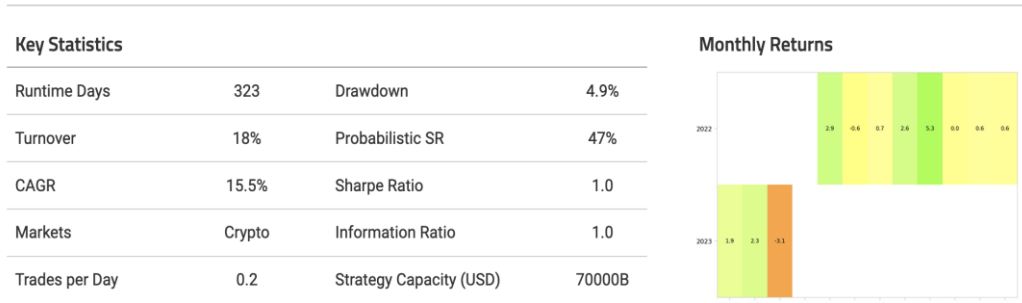 Key Statistics
Runtime Days 323 Drawdown 4.9%
Turnover 18% Probabilistic SR 47%
CAGR 15.5% Sharpe Ratio 1.0
Markets Crypto Information Ratio 1.0
Trades per Day 0.2 Strategy Capacity (USD) 70000B
Monthly Returns
2022 2.9 -0.6 0.7 2.6 5.3 0.0 0.6 0.6
2023 1.9 2.3 -3.1